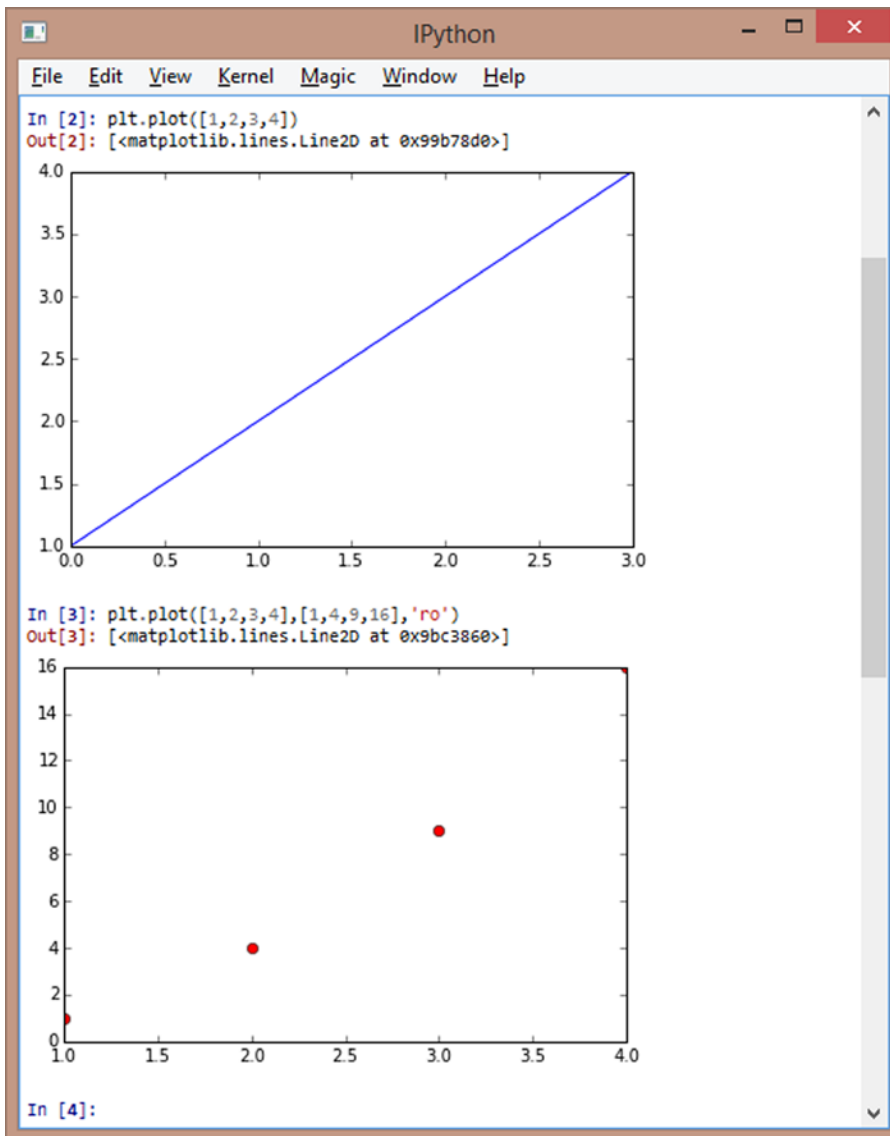 IPython
File Edit View Kernel Magic Window Help
In [2]: plt.plot([1,2,3,4])
Out[2]: [<matplotlib.lines.Line2D at 0x99b78d0>]
4.0
3.5
3.0
2.5
2.0
1.5
1.0
0.0 0.5 1.0 1.5 2.0 2.5 3.0
In [3]: plt.plot([1,2,3,4],[1,4,9,16],'ro')
Out[3]: [<matplotlib.lines.Line2D at 0x9bc3860>]
16
14
12
10
8
6
4
2
0
1.0 1.5 2.0 2.5 3.0 3.5 4.0
In [4]: